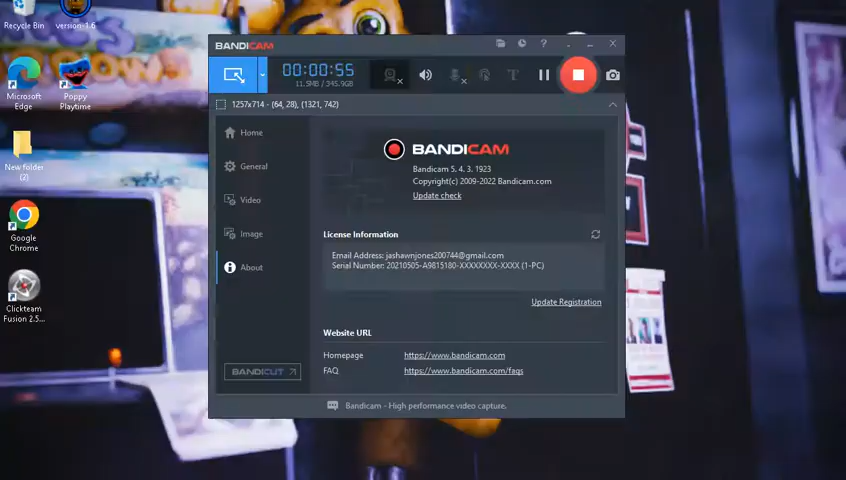 Recycle Bin
version-1.6
Microsoft
Edge
Poppy
Playtime
New folder
(2)
Google
Chrome
Clickteam
Fusion 2.5...
BANDICAM
?
00:00:55
11.5MB / 345.9GB
T
1257x714 - (64, 28), (1321, 742)
Home
General
Video
Image
About
BANDICUT
BANDICAM
Bandicam 5. 4. 3. 1923
Copyright(c) 2009-2022 Bandicam.com
Update check
License Information
Email Address: jashawnjones200744@gmail.com
Serial Number: 20210505-A9815180-XXXXXXXX-XXXX (1-PC)
Update Registration
Website URL
Homepage
https://www.bandicam.com
FAQ
https://www.bandicam.com/faqs
Bandicam - High performance video capture.